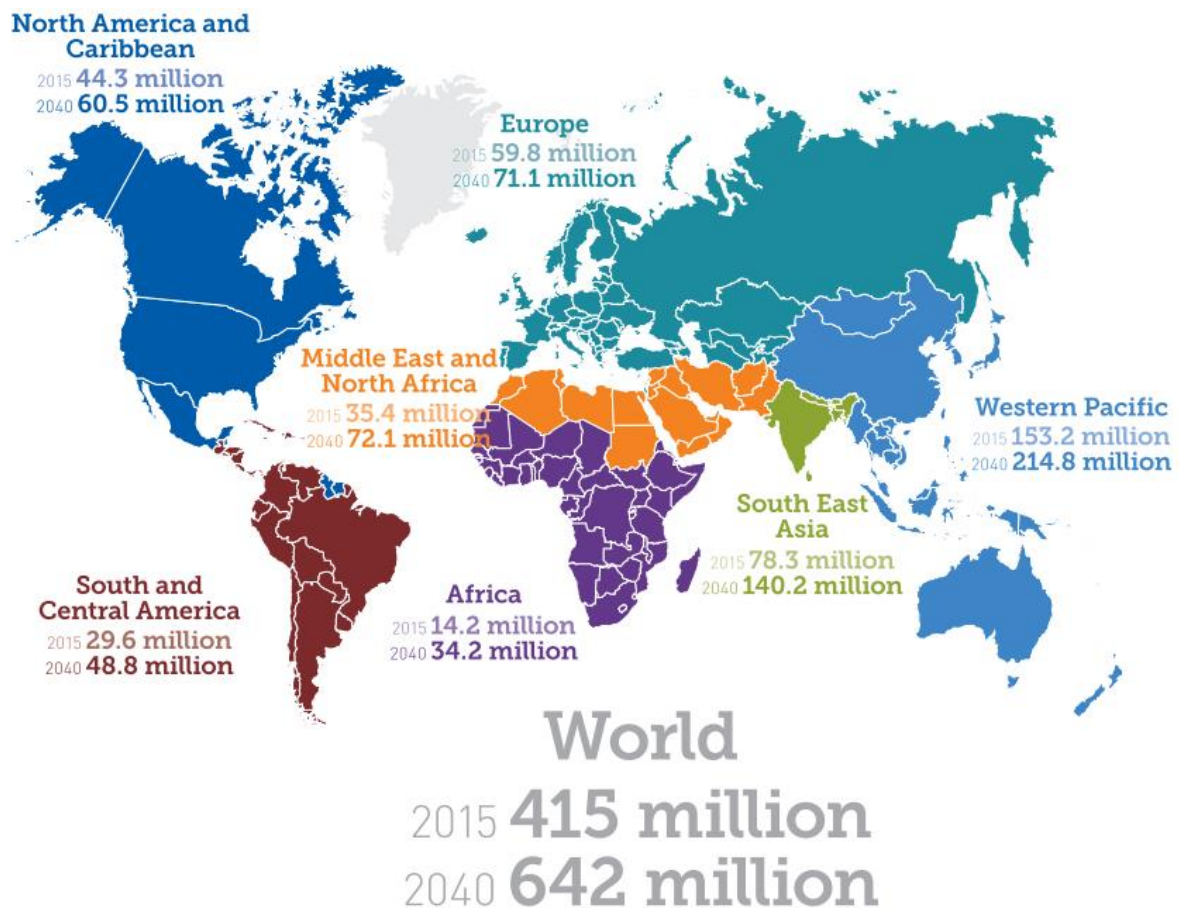 North America and
Caribbean
2015 44.3 million
2040 60.5 million
Europe
2015 59.8 million
2040 71.1 million
Middle East and
North Africa
2015 35.4 million
2040 72.1 million
Western Pacific
2015 153.2 million
2040 214.8 million
South East
Asia
2015 78.3 million
2040 140.2 million
South and
Central America
2015 29.6 million
2040 48.8 million
Africa
2015 14.2 million
2040 34.2 million
World
2015 415 million
2040 642 million